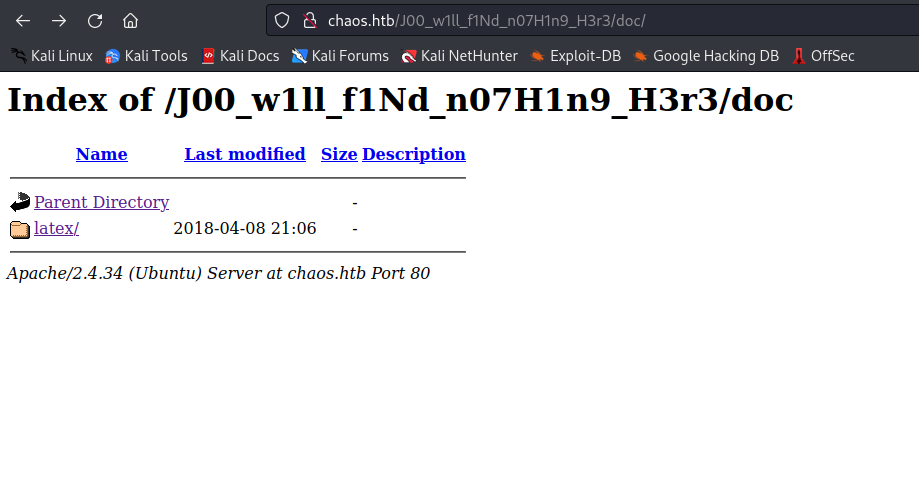 chaos.htb/J00_w1ll_f1Nd_n07H1n9_H3r3/doc/
Kali Linux Kali Tools Kali Docs Kali Forums Kali NetHunter Exploit-DB Google Hacking DB OffSec
Index of /J00_w1ll_f1Nd_n07H1n9_H3r3/doc
Name Last modified Size Description
Parent Directory -
latex/ 2018-04-08 21:06 -
Apache/2.4.34 (Ubuntu) Server at chaos.htb Port 80